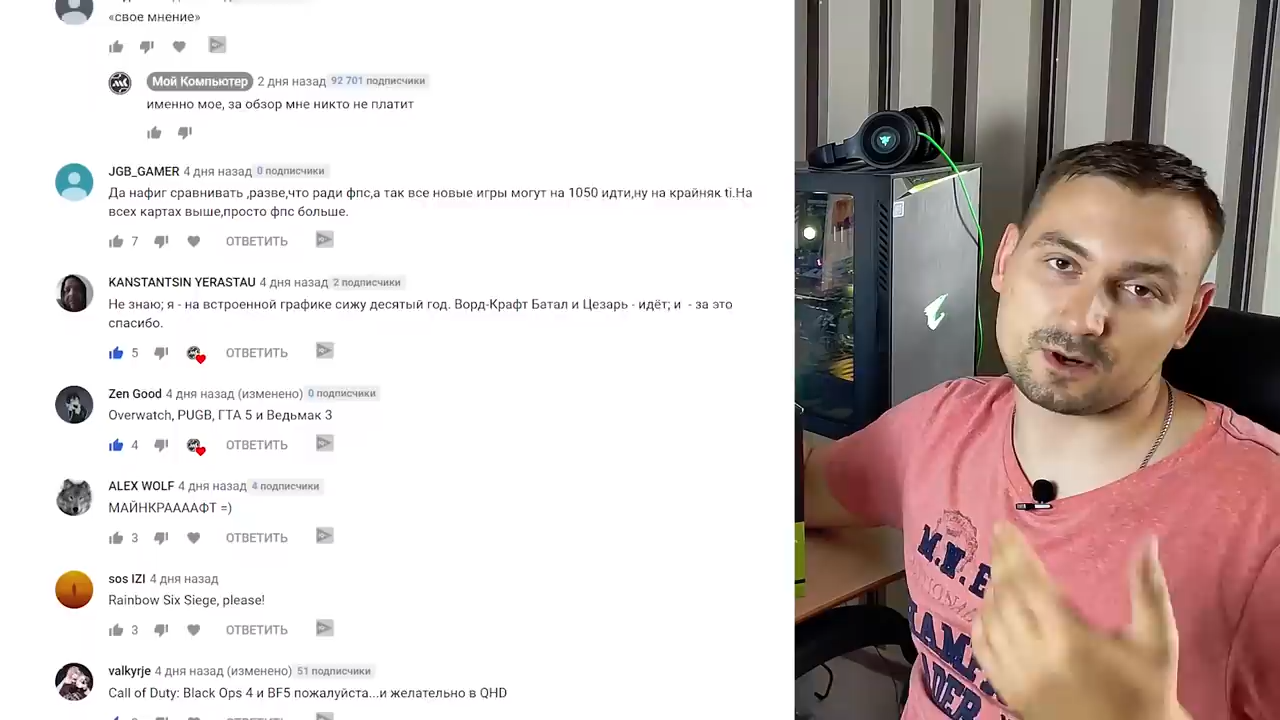 «свое мнение»
Мой Компьютер 2 дня назад 92 701 подписчики
именно мое, за обзор мне никто не платит
JGB_GAMER 4 дня назад 0 подписчики
Да нафиг сравнивать ,разве,что ради фпс,а так все новые игры могут на 1050 идти,ну на крайняк ti.На
всех картах выше,просто фпс больше.
7 ОТВЕТИТЬ
KANSTANTSIN YERASTAU 4 дня назад 2 подписчики
Не знаю; я - на встроенной графике сижу десятый год. Ворд-Крафт Батал и Цезарь - идёт; и - за это
спасибо.
5 ОТВЕТИТЬ
Zen Good 4 дня назад (изменено) 0 подписчики
Overwatch, PUGB, ГТА 5 и Ведьмак 3
4 ОТВЕТИТЬ
ALEX WOLF 4 дня назад 4 подписчики
МАЙНКРААААФТ =)
3 ОТВЕТИТЬ
sos IZI 4 дня назад
Rainbow Six Siege, please!
3 ОТВЕТИТЬ
valkyrje 4 дня назад (изменено) 51 подписчики
Call of Duty: Black Ops 4 и BF5 пожалуйста...и желательно в QHD
M.N.E